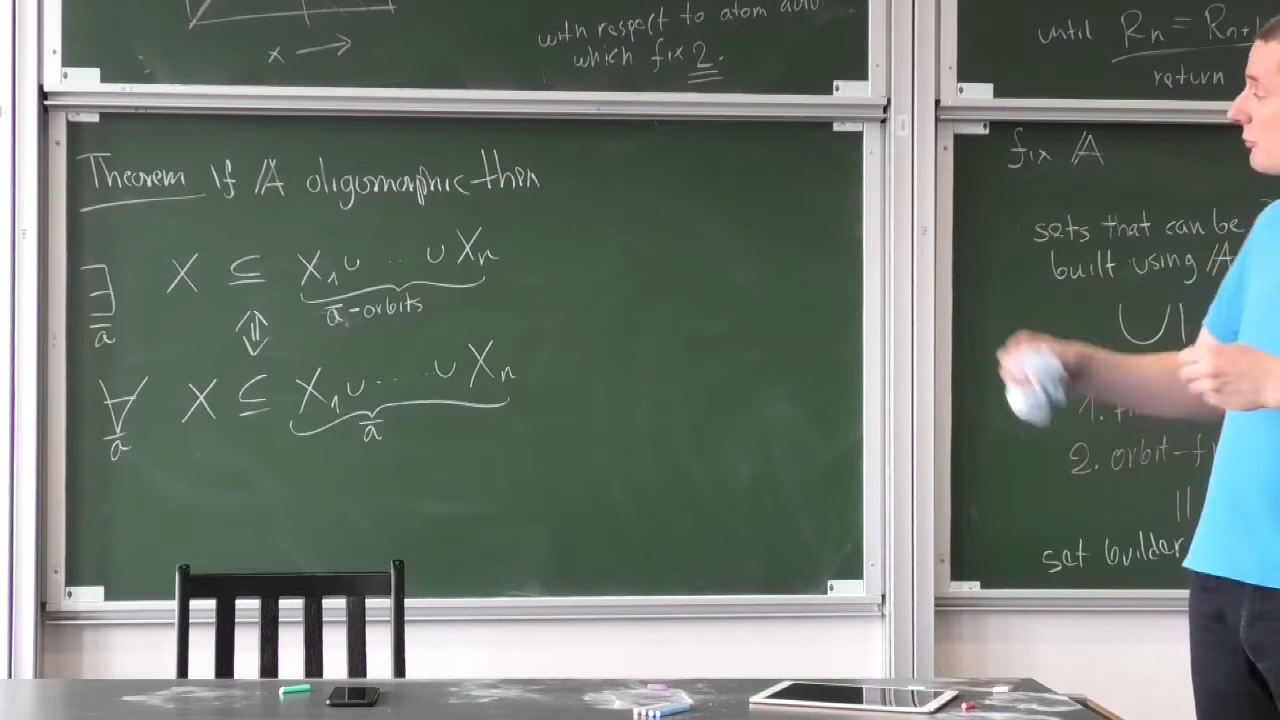 x →
with respect to atom auto
which fix 2.
Theorem If 𝔸 oligomorphic then
∃ā X ⊆ X₁ ∪ ... ∪ Xₙ
ā-orbits
⇕
∀ā X ⊆ X₁ ∪ ... ∪ Xₙ
ā
until Rₙ = Rₙ₊₁
return
fix 𝔸
sets that can be
built using 𝔸
1.
2. orbit-f
||
set builder